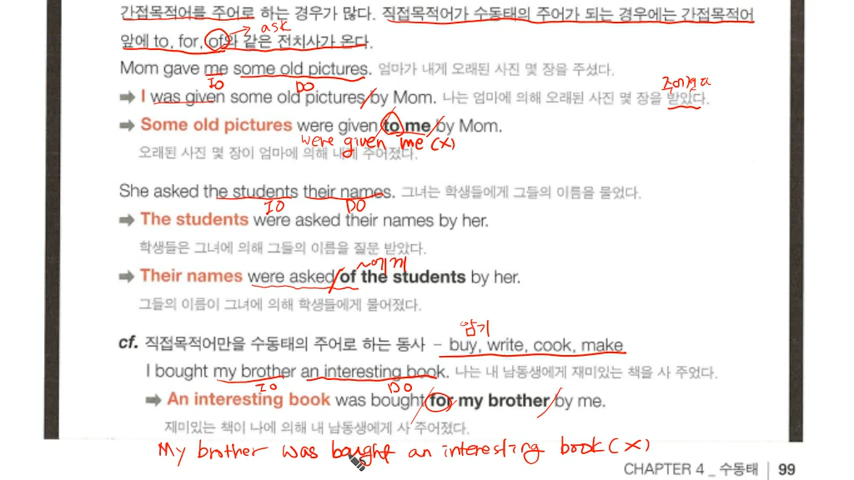 간접목적어를 주어로 하는 경우가 많다. 직접목적어가 수동태의 주어가 되는 경우에는 간접목적어
앞에 to, for, of와 같은 전치사가 온다. → ask
Mom gave me some old pictures. 엄마가 내게 오래된 사진 몇 장을 주셨다.
IO DO
➡ I was given some old pictures / by Mom. 나는 엄마에 의해 오래된 사진 몇 장을 받았다.
➡ Some old pictures were given to me / by Mom.
were given me (X)
오래된 사진 몇 장이 엄마에 의해 내게 주어졌다.
She asked the students their names. 그녀는 학생들에게 그들의 이름을 물었다.
IO DO
➡ The students were asked their names by her.
학생들은 그녀에 의해 그들의 이름을 질문 받았다.
~에게
➡ Their names were asked / of the students by her.
그들의 이름이 그녀에 의해 학생들에게 물어졌다.
암기
cf. 직접목적어만을 수동태의 주어로 하는 동사 – buy, write, cook, make
I bought my brother an interesting book. 나는 내 남동생에게 재미있는 책을 사 주었다.
IO DO
➡ An interesting book was bought / for my brother / by me.
재미있는 책이 나에 의해 내 남동생에게 사 주어졌다.
My brother was bought an interesting book (X)
CHAPTER 4 _ 수동태 | 99